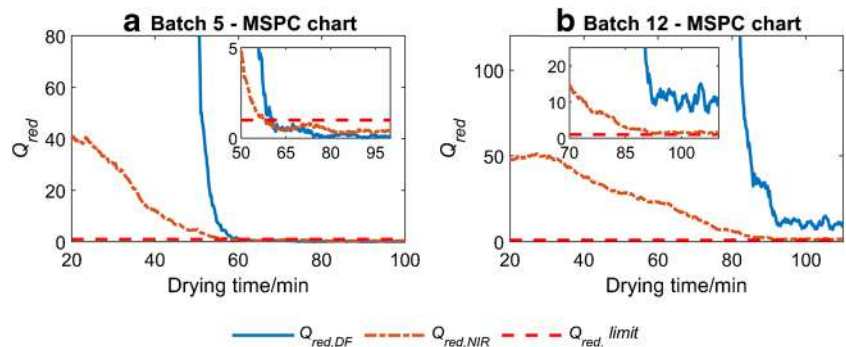 a Batch 5 - MSPC chart
80
60
40
20
0
Q_red
20 40 60 80 100
Drying time/min
5
0
50 65 80 95
b Batch 12 - MSPC chart
100
50
0
Q_red
20 40 60 80 100
Drying time/min
20
10
0
70 85 100
Q_red,DF Q_red,NIR Q_red, limit